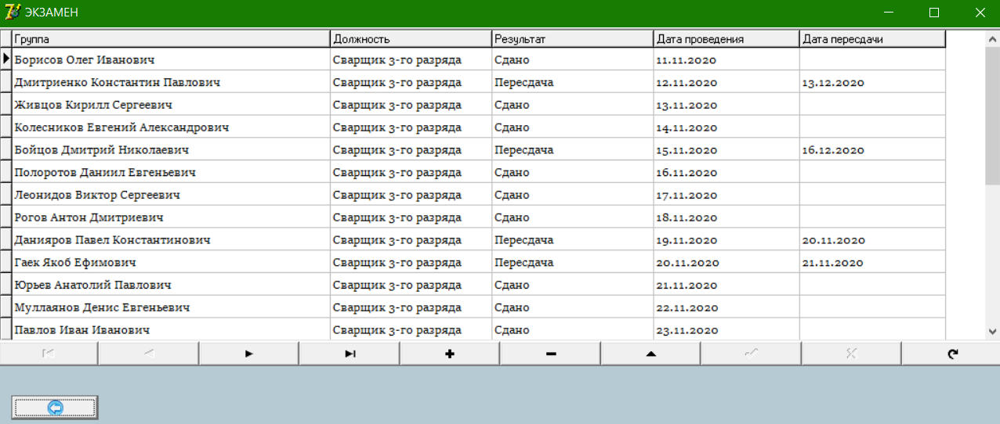 ЭКЗАМЕН
Группа Должность Результат Дата проведения Дата пересдачи
Борисов Олег Иванович Сварщик 3-го разряда Сдано 11.11.2020
Дмитриенко Константин Павлович Сварщик 3-го разряда Пересдача 12.11.2020 13.12.2020
Живцов Кирилл Сергеевич Сварщик 3-го разряда Сдано 13.11.2020
Колесников Евгений Александрович Сварщик 3-го разряда Сдано 14.11.2020
Бойцов Дмитрий Николаевич Сварщик 3-го разряда Пересдача 15.11.2020 16.12.2020
Полоротов Даниил Евгеньевич Сварщик 3-го разряда Сдано 16.11.2020
Леонидов Виктор Сергеевич Сварщик 3-го разряда Сдано 17.11.2020
Рогов Антон Дмитриевич Сварщик 3-го разряда Сдано 18.11.2020
Данияров Павел Константинович Сварщик 3-го разряда Пересдача 19.11.2020 20.11.2020
Гаек Якоб Ефимович Сварщик 3-го разряда Пересдача 20.11.2020 21.11.2020
Юрьев Анатолий Павлович Сварщик 3-го разряда Сдано 21.11.2020
Муллаянов Денис Евгеньевич Сварщик 3-го разряда Сдано 22.11.2020
Павлов Иван Иванович Сварщик 3-го разряда Сдано 23.11.2020